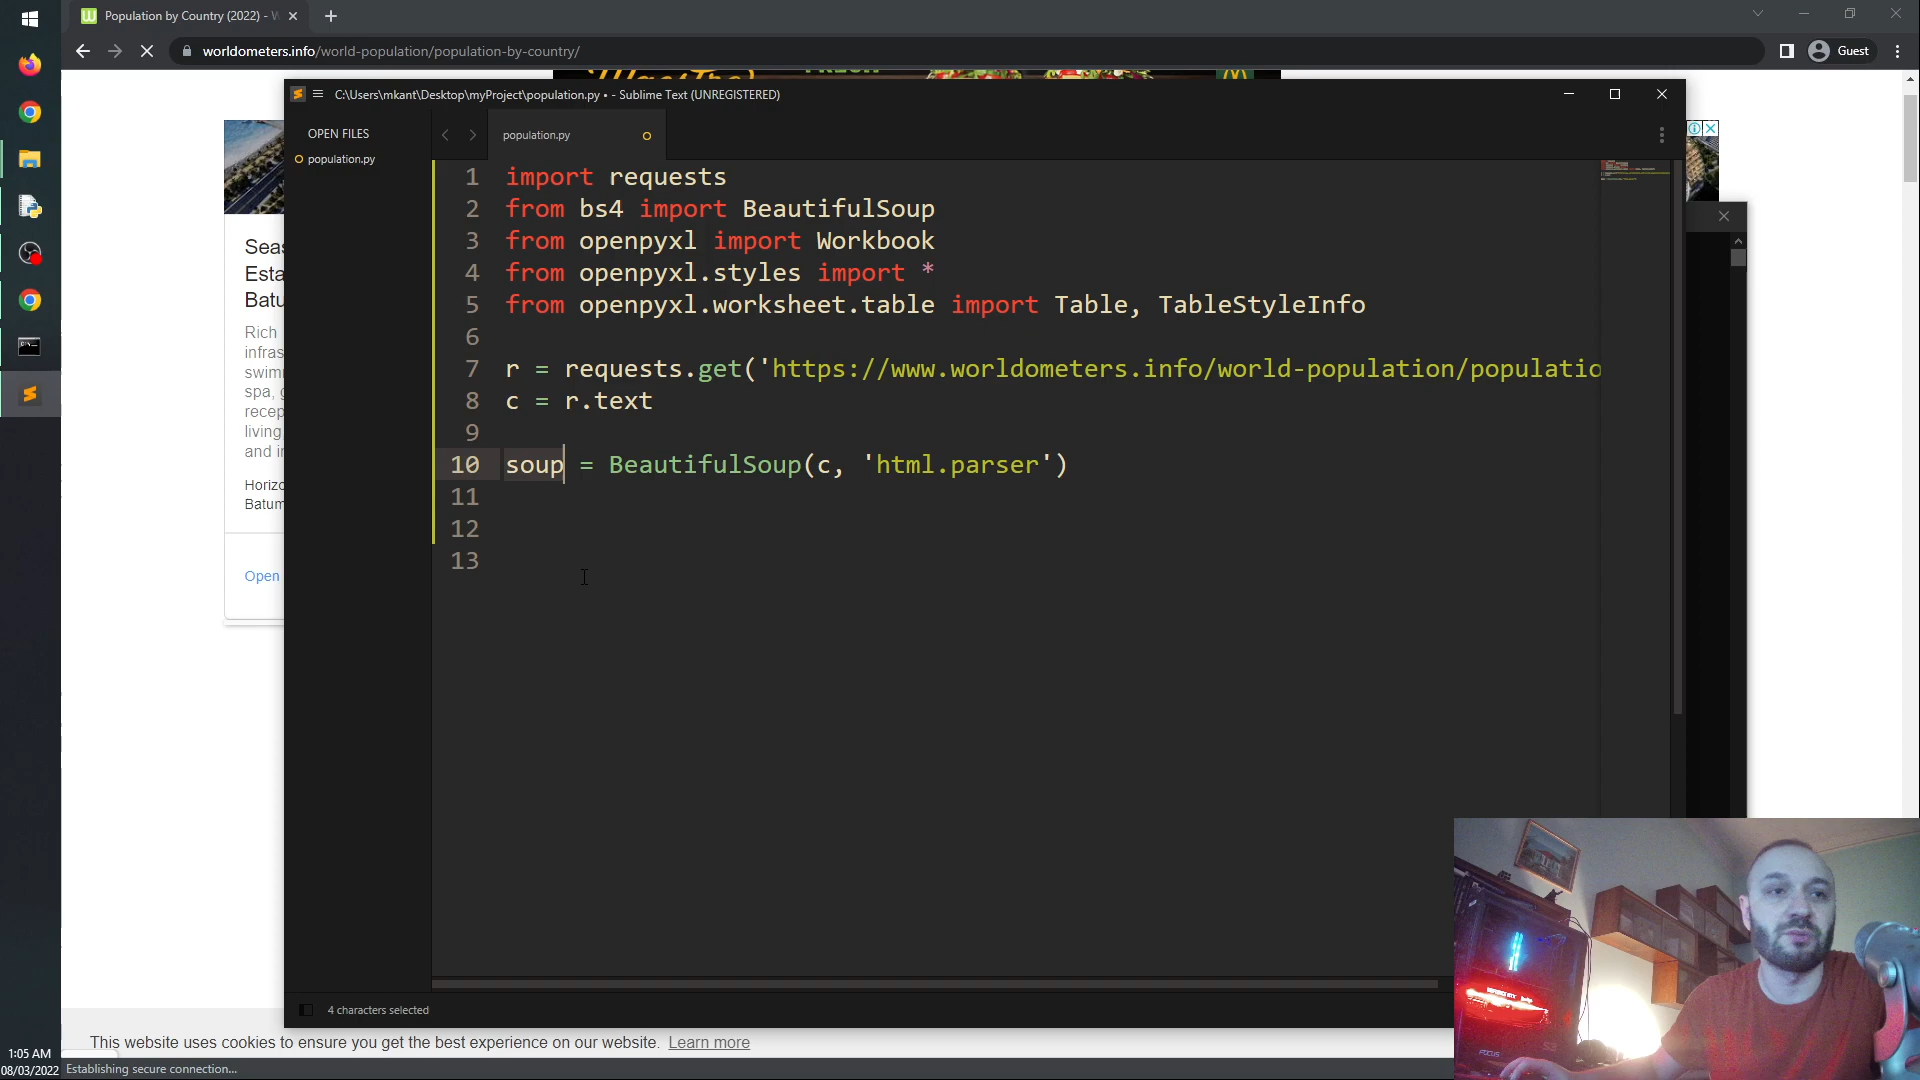 Population by Country (2022) - W
worldometers.info/world-population/population-by-country/
Guest
FRESH
C:\Users\mkant\Desktop\myProject\population.py • - Sublime Text (UNREGISTERED)
OPEN FILES
population.py
population.py
1 import requests
2 from bs4 import BeautifulSoup
3 from openpyxl import Workbook
4 from openpyxl.styles import *
5 from openpyxl.worksheet.table import Table, TableStyleInfo
6
7 r = requests.get('https://www.worldometers.info/world-population/populatio
8 c = r.text
9
10 soup = BeautifulSoup(c, 'html.parser')
11
12
13
Seas
Esta
Batu
Rich
infras
swimr
spa, g
recep
living
and in
Horizo
Batum
Open
4 characters selected
This website uses cookies to ensure you get the best experience on our website. Learn more
1:05 AM
08/03/2022
Establishing secure connection...